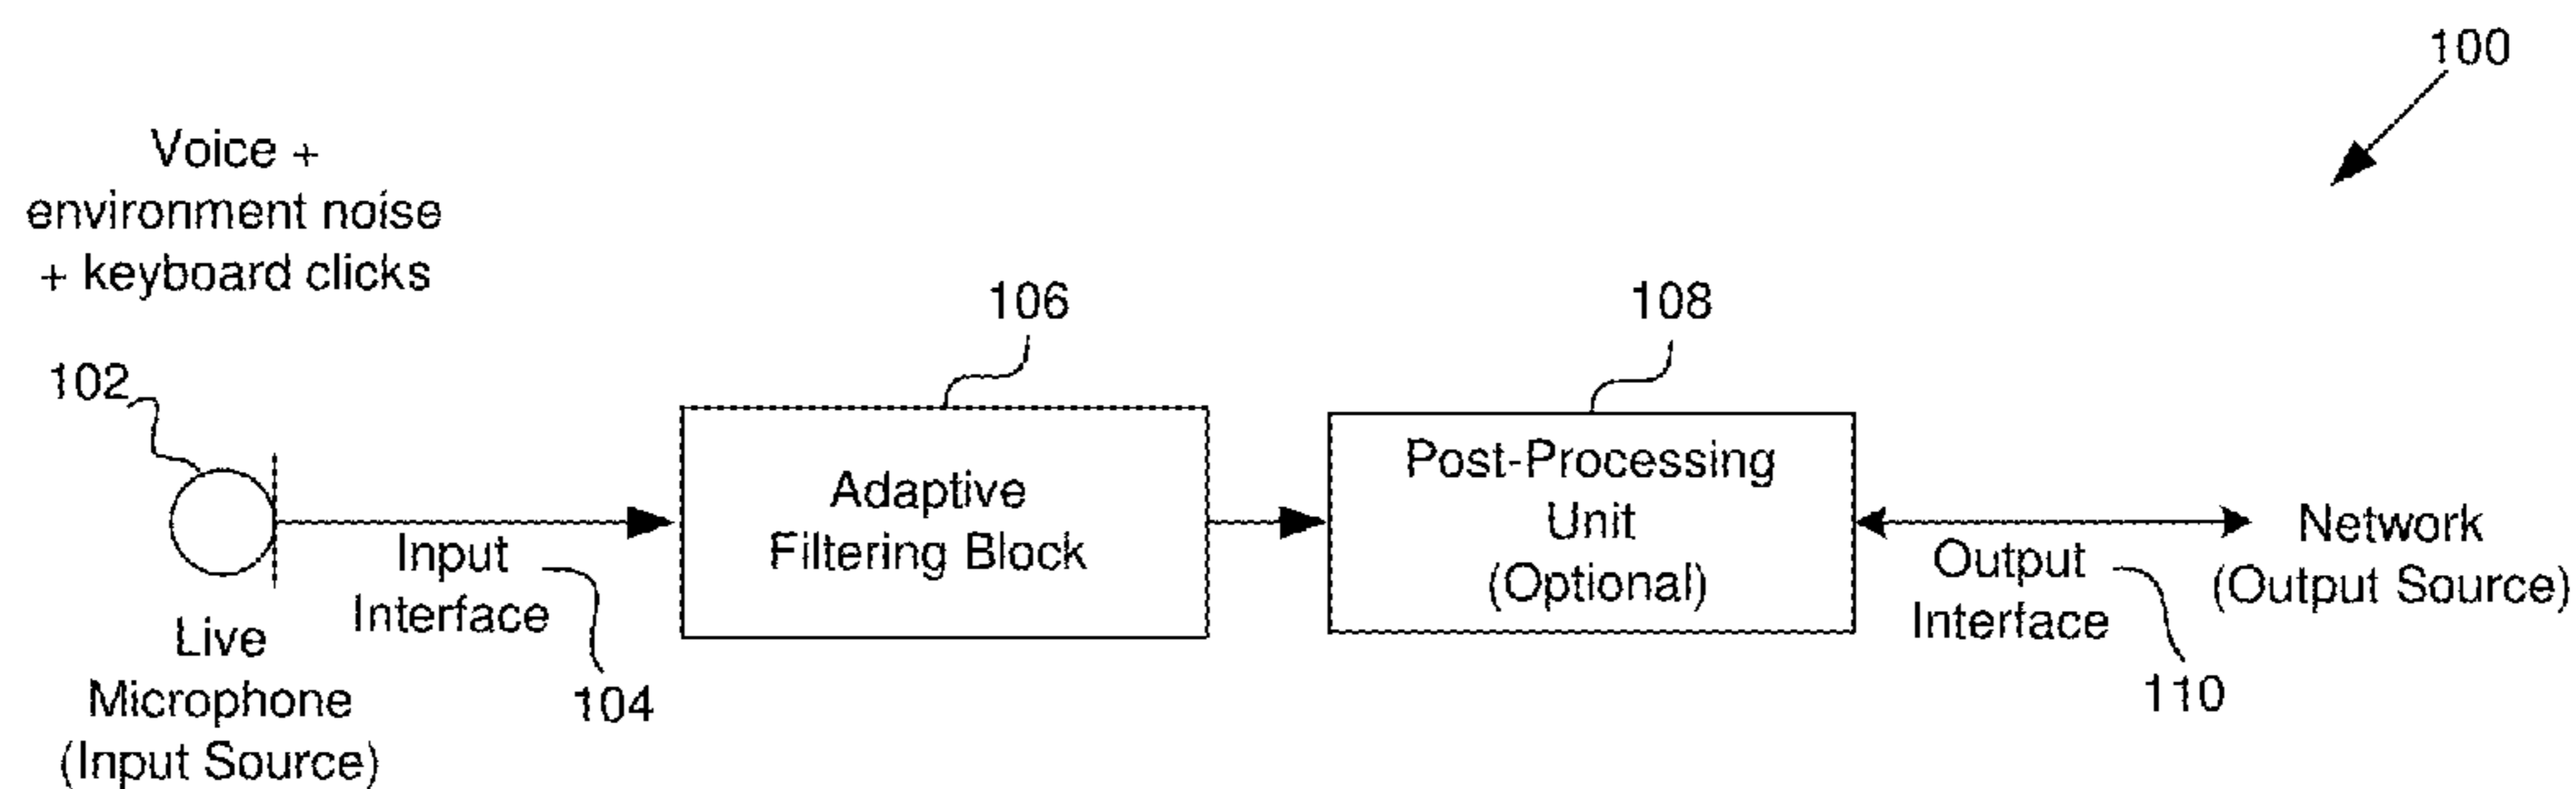 100
Voice +
environment noise
+ keyboard clicks
106
108
102
Adaptive
Filtering Block
Post-Processing
Unit
(Optional)
Input
Interface
Output
Interface
Network
(Output Source)
Live
Microphone
(Input Source)
104
110